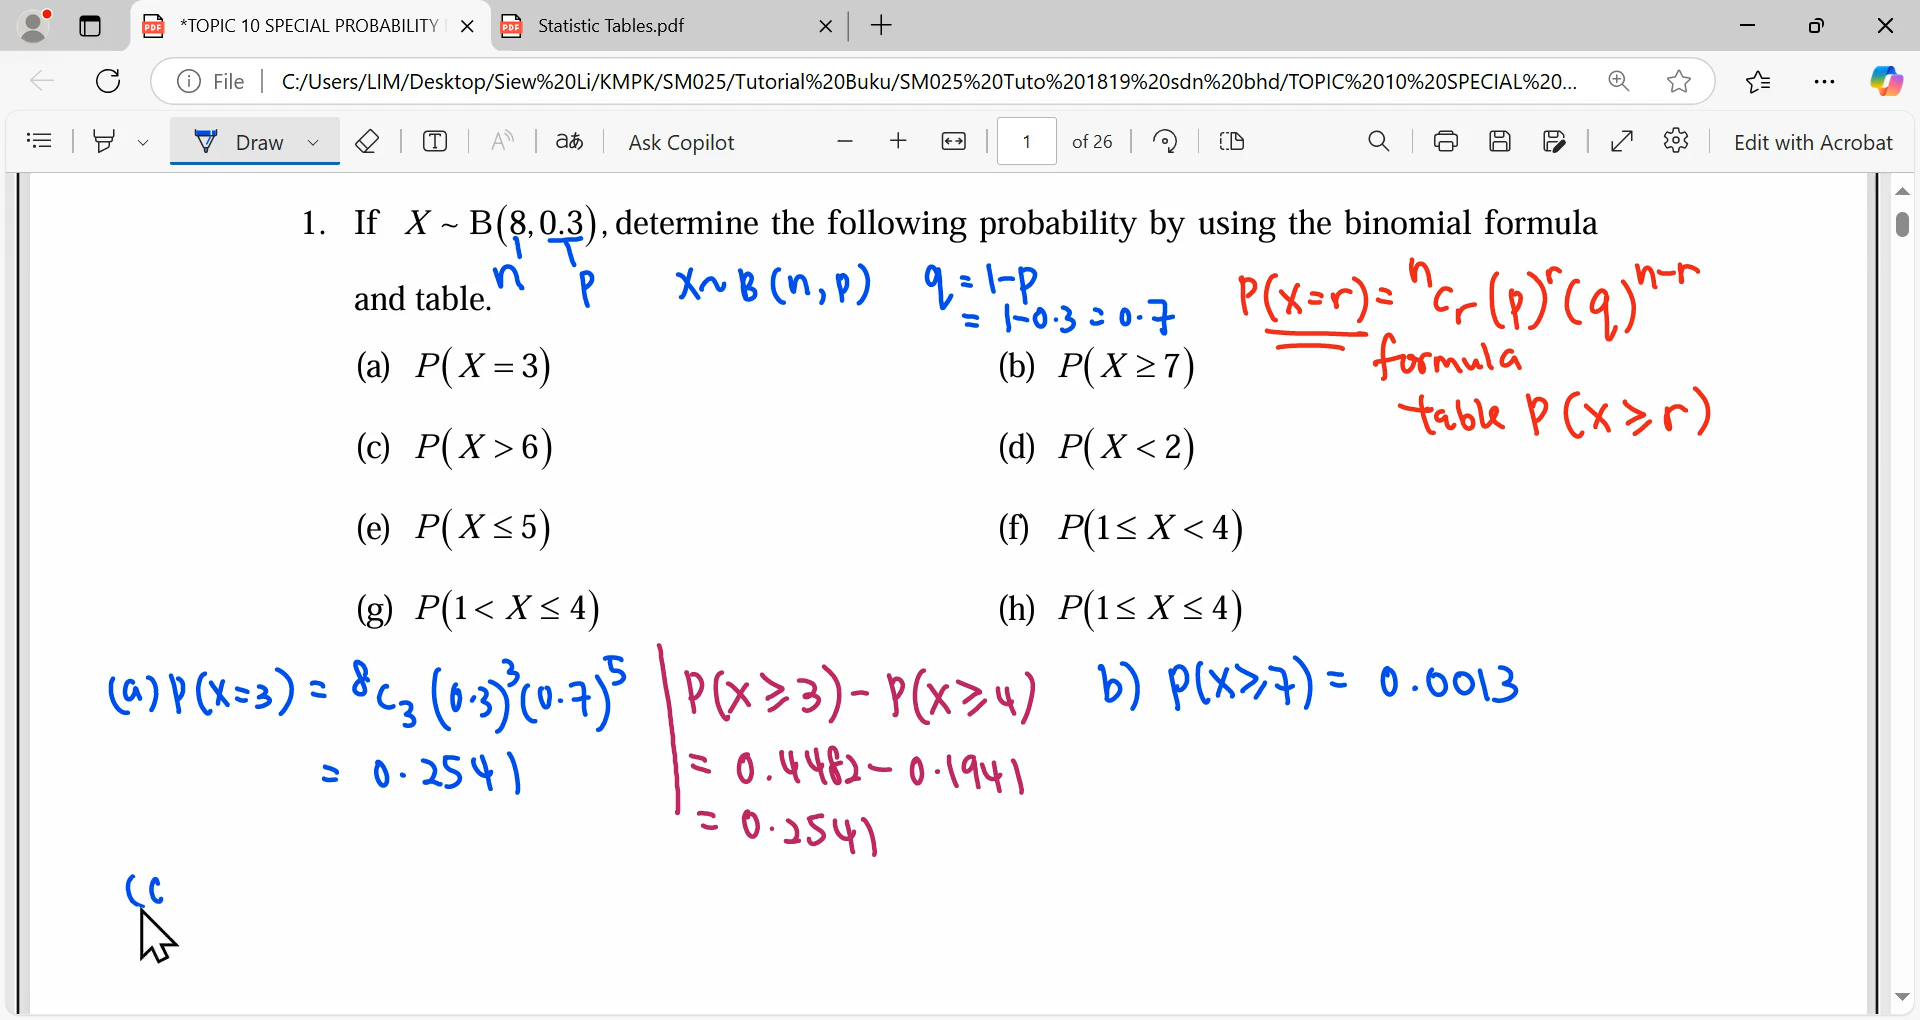 *TOPIC 10 SPECIAL PROBABILITY
Statistic Tables.pdf
File
C:/Users/LIM/Desktop/Siew%20Li/KMPK/SM025/Tutorial%20Buku/SM025%20Tuto%201819%20sdn%20bhd/TOPIC%2010%20SPECIAL%20...
Draw
Ask Copilot
1 of 26
Edit with Acrobat
1. If X ~ B(8,0.3), determine the following probability by using the binomial formula
and table.
n p X~B(n,p) q = 1-p
= 1-0.3 = 0.7
P(X=r) = ⁿCr (p)^r (q)^n-r
formula
table P(X≥r)
(a) P(X = 3) (b) P(X ≥ 7)
(c) P(X > 6) (d) P(X < 2)
(e) P(X ≤ 5) (f) P(1 ≤ X < 4)
(g) P(1 < X ≤ 4) (h) P(1 ≤ X ≤ 4)
(a) P(X=3) = ⁸C₃ (0.3)³(0.7)⁵
= 0.2541
P(X≥3) - P(X≥4)
= 0.4482 - 0.1941
= 0.2541
b) P(X≥7) = 0.0013
(c